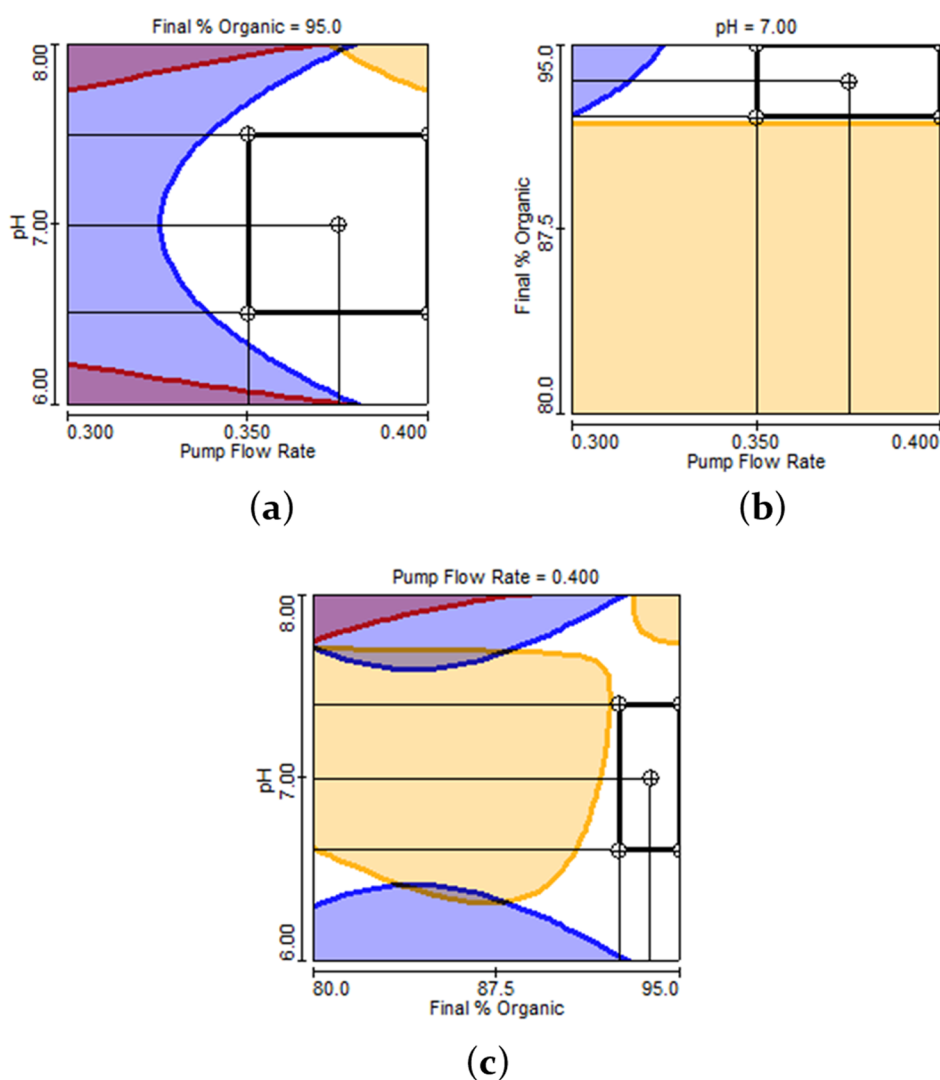 Final % Organic = 95.0
8.00
7.00
6.00
pH
0.300
0.350
0.400
Pump Flow Rate
(a)
pH = 7.00
95.0
87.5
80.0
Final % Organic
0.300
0.350
0.400
Pump Flow Rate
(b)
Pump Flow Rate = 0.400
8.00
7.00
6.00
pH
80.0
87.5
95.0
Final % Organic
(c)